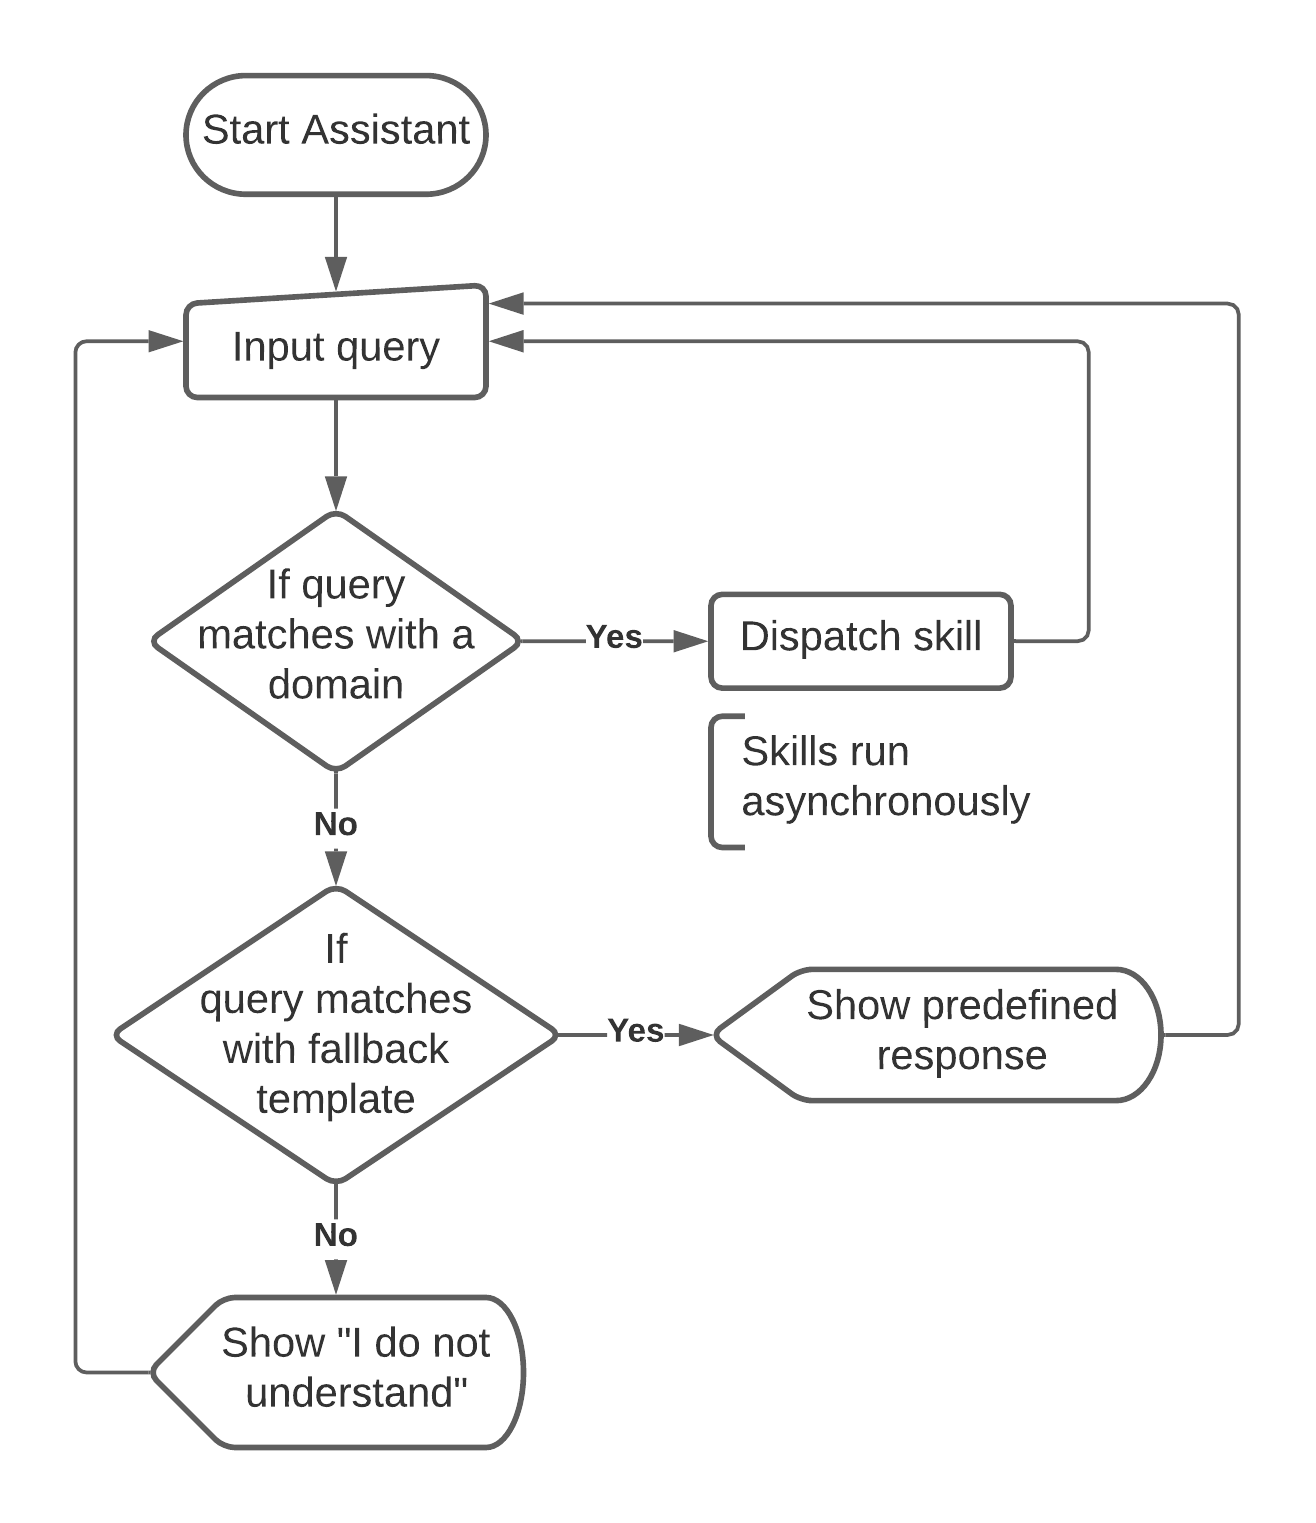 Start Assistant
Input query
If query
matches with a
domain
Yes
Dispatch skill
Skills run
asynchronously
No
If
query matches
with fallback
template
Yes
Show predefined
response
No
Show "I do not
understand"